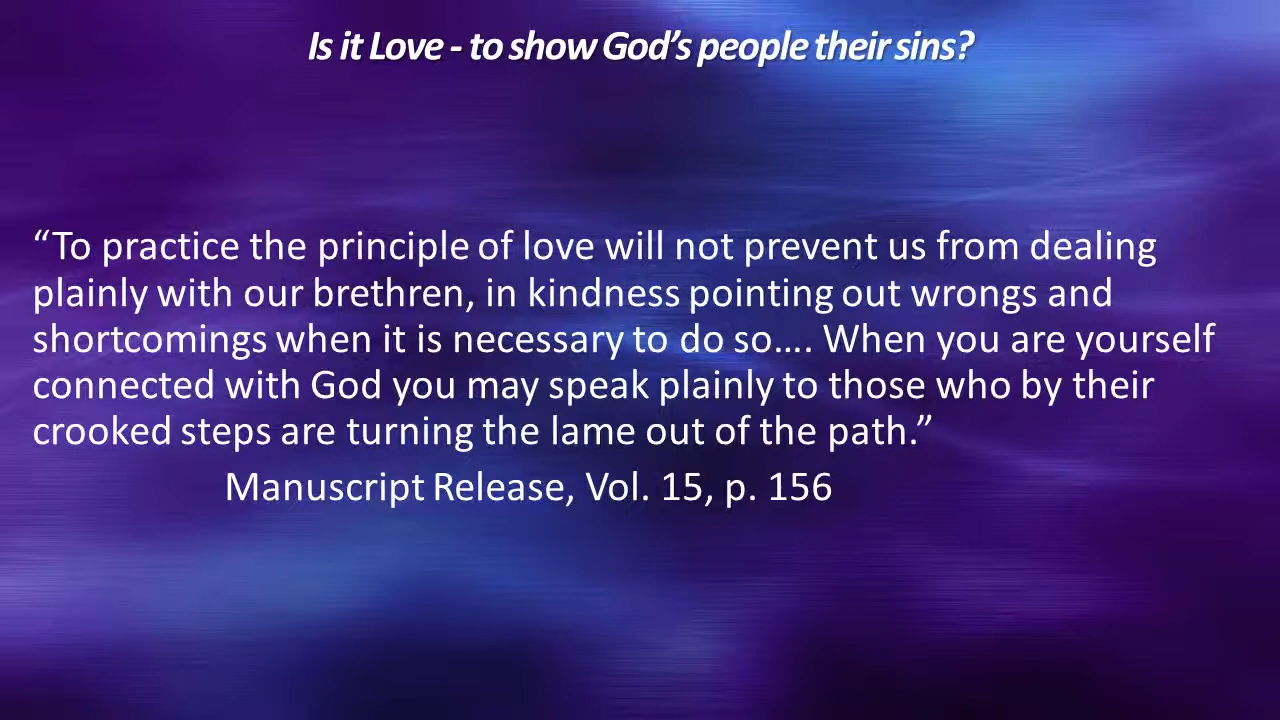 Is it Love - to show God’s people their sins?
“To practice the principle of love will not prevent us from dealing
plainly with our brethren, in kindness pointing out wrongs and
shortcomings when it is necessary to do so…. When you are yourself
connected with God you may speak plainly to those who by their
crooked steps are turning the lame out of the path.”
Manuscript Release, Vol. 15, p. 156